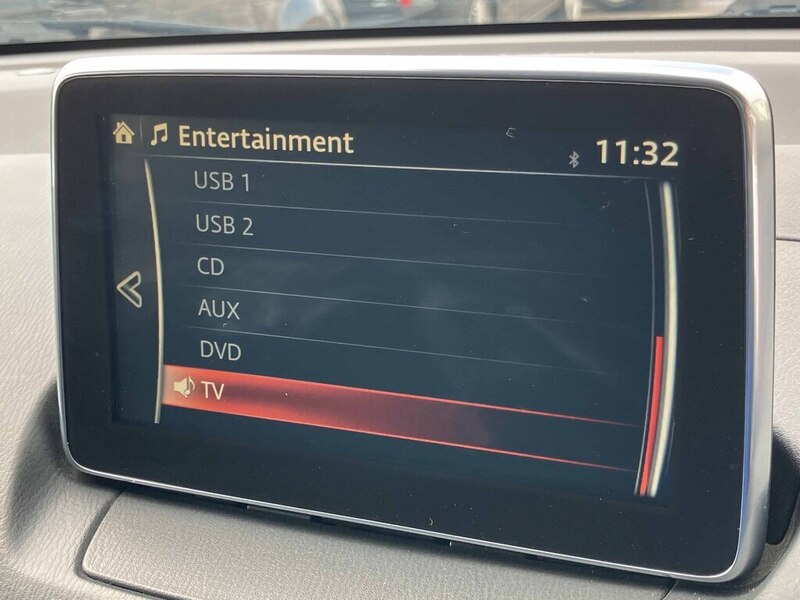 Entertainment 11:32
USB 1
USB 2
CD
AUX
DVD
TV